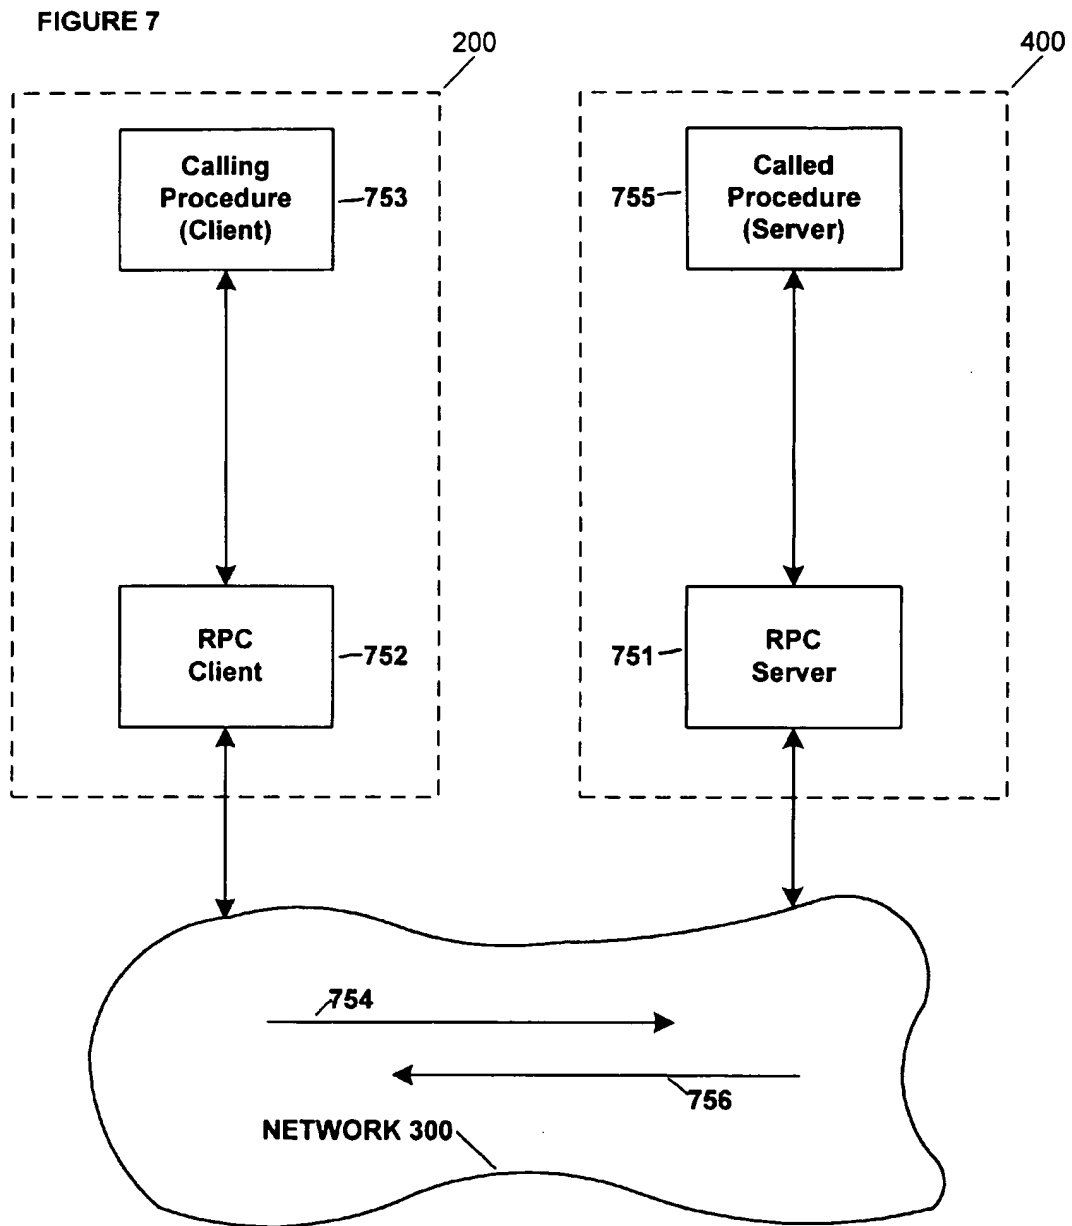 FIGURE 7
200
400
Calling
Procedure
(Client)
753
755
Called
Procedure
(Server)
RPC
Client
752
751
RPC
Server
754
756
NETWORK 300